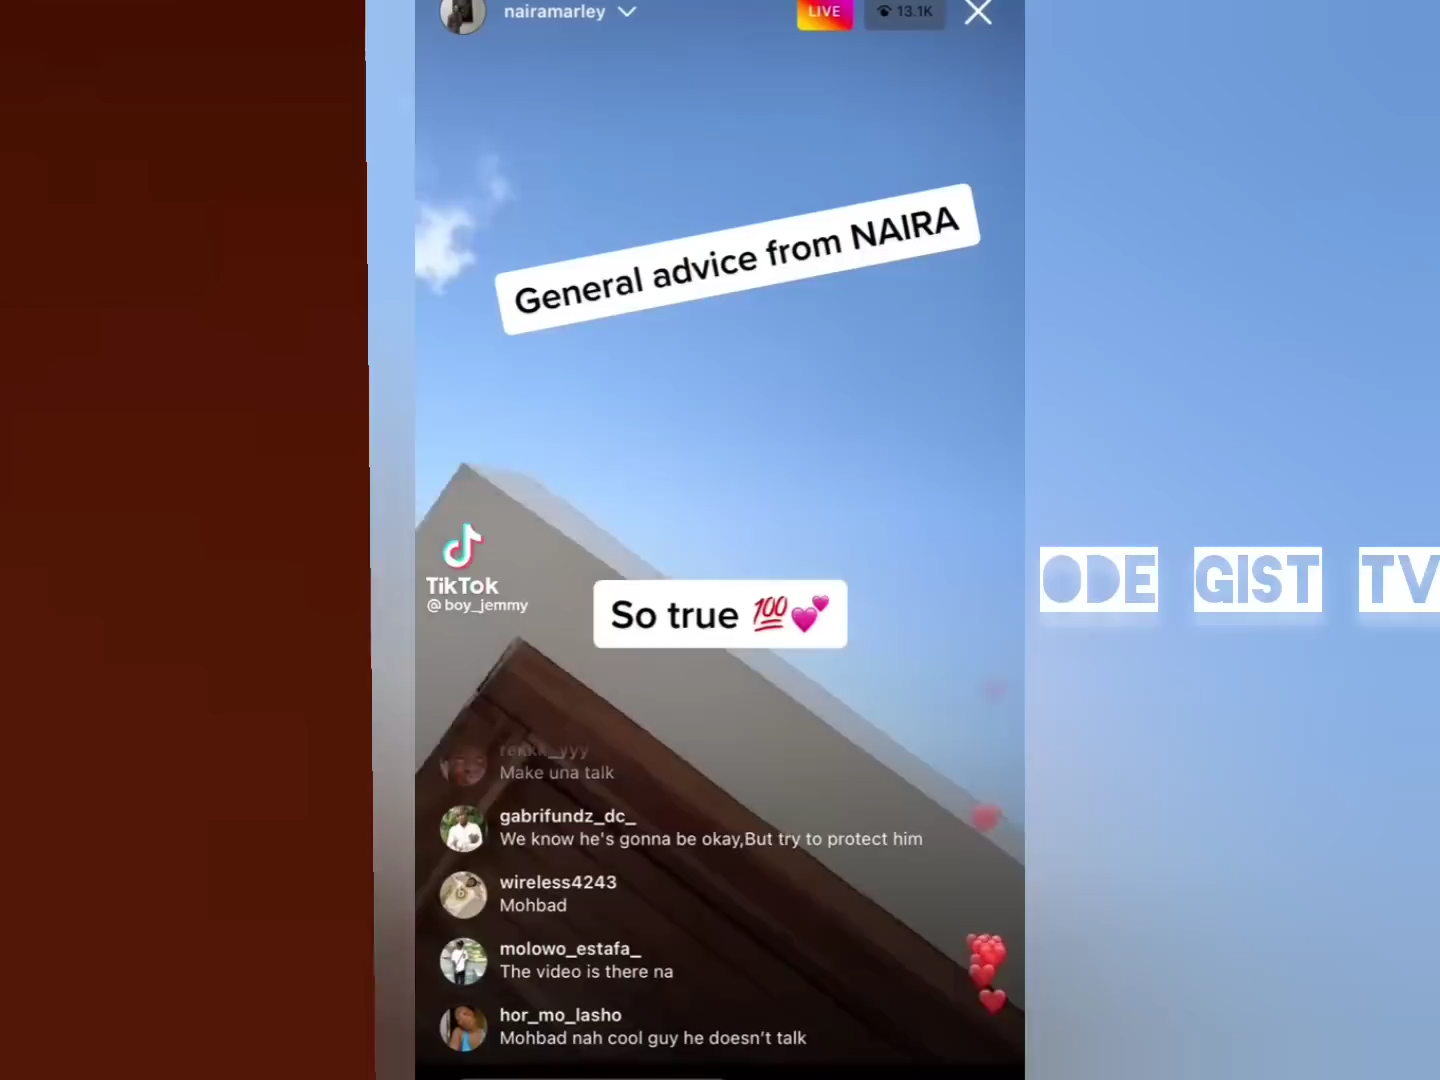 nairamarley
LIVE
13.1K
General advice from NAIRA
TikTok
@boy_jemmy
So true 💯💕
ODE GIST TV
rekkk_yyy
Make una talk
gabrifundz_dc_
We know he's gonna be okay,But try to protect him
wireless4243
Mohbad
molowo_estafa_
The video is there na
hor_mo_lasho
Mohbad nah cool guy he doesn't talk